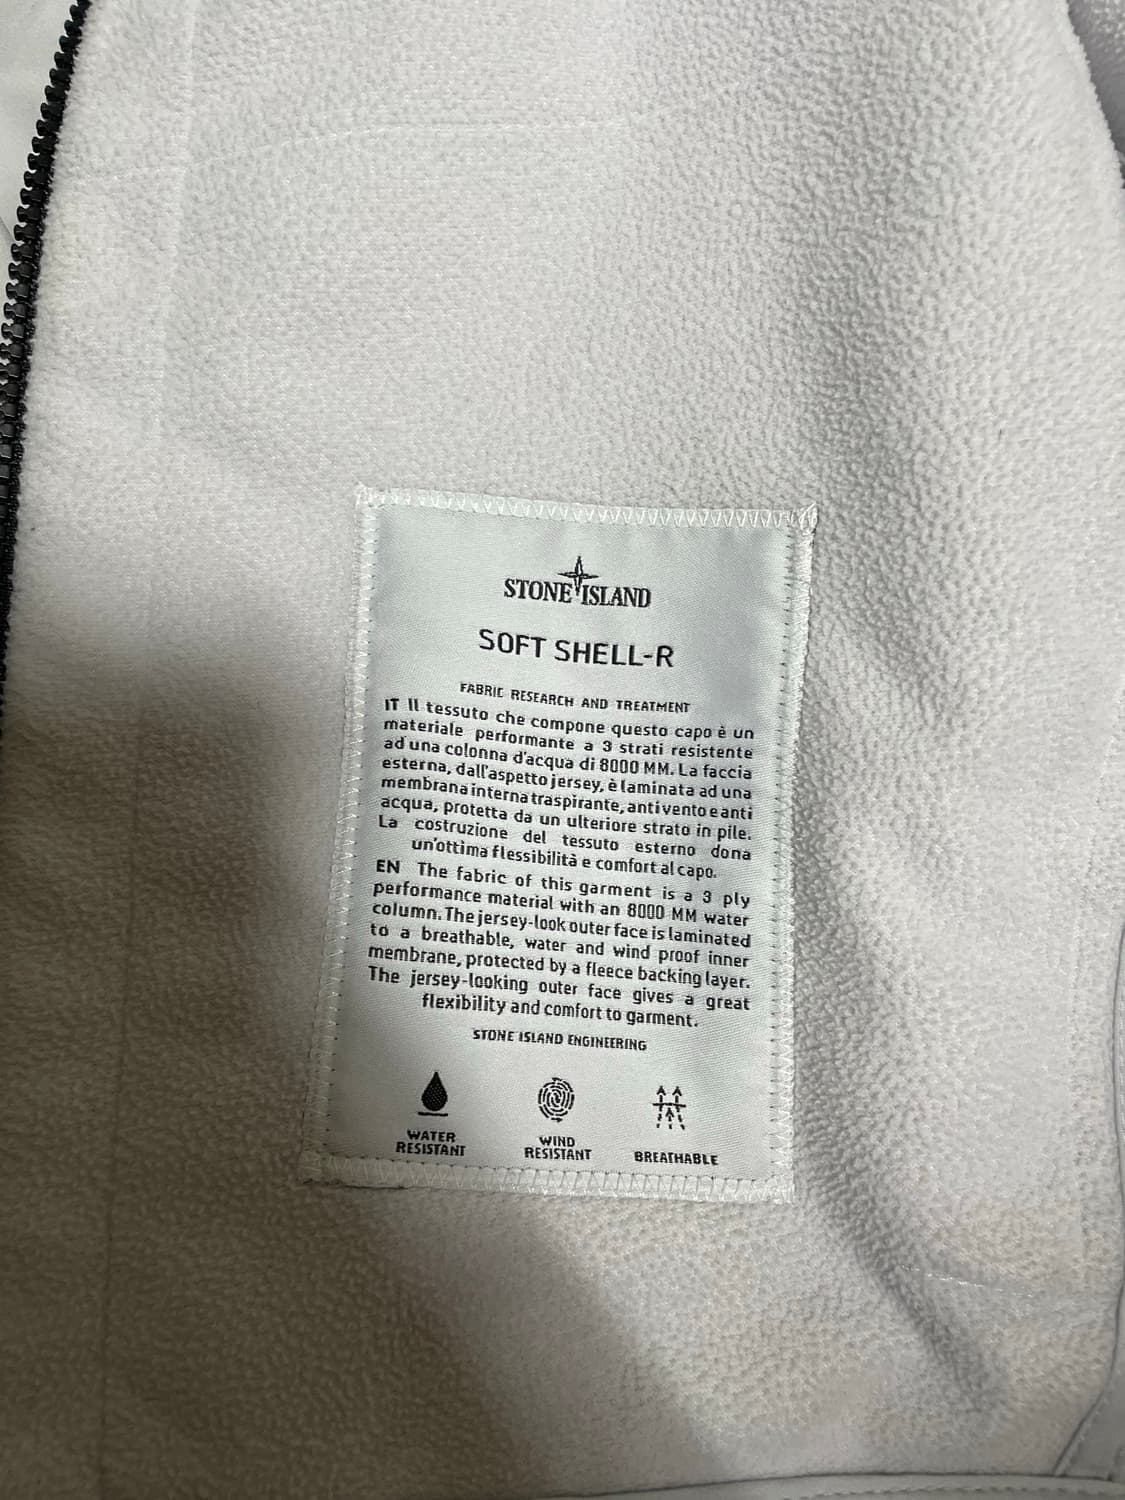 STONE ISLAND
SOFT SHELL-R
FABRIC RESEARCH AND TREATMENT
IT Il tessuto che compone questo capo è un
materiale performante a 3 strati resistente
ad una colonna d'acqua di 8000 MM. La faccia
esterna, dall'aspetto jersey, è laminata ad una
membrana interna traspirante, antivento e anti
acqua, protetta da un ulteriore strato in pile.
La costruzione del tessuto esterno dona
un'ottima flessibilità e comfort al capo.
EN The fabric of this garment is a 3 ply
performance material with an 8000 MM water
column. The jersey-look outer face is laminated
to a breathable, water and wind proof inner
membrane, protected by a fleece backing layer.
The jersey-looking outer face gives a great
flexibility and comfort to garment.
STONE ISLAND ENGINEERING
WATER
RESISTANT
WIND
RESISTANT
BREATHABLE